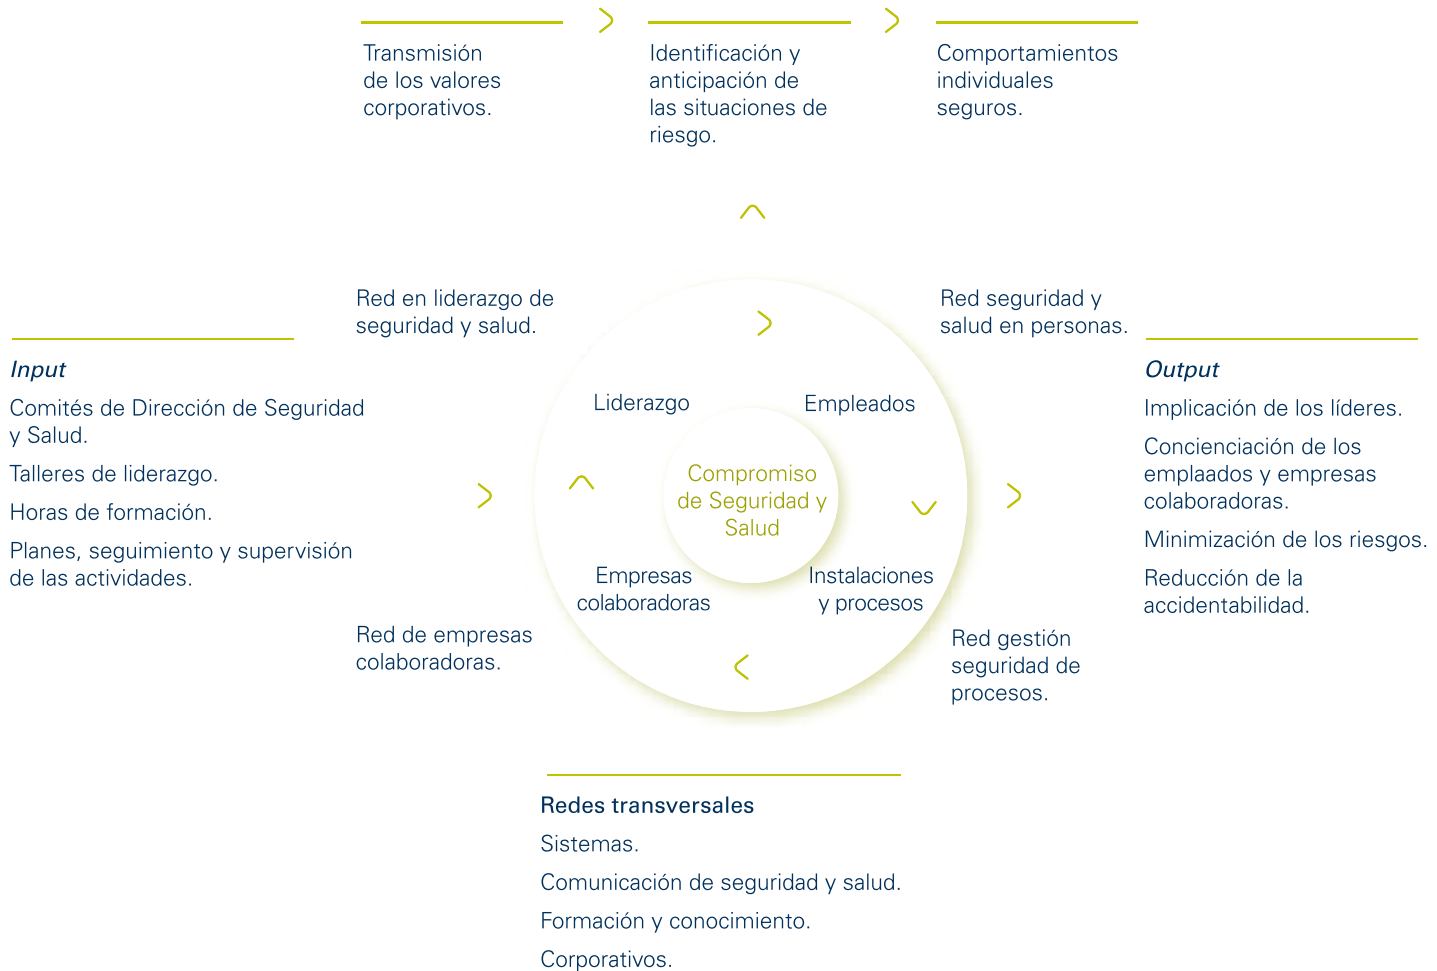 Transmisión
de los valores
corporativos.
Identificación y
anticipación de
las situaciones de
riesgo.
Comportamientos
individuales
seguros.
Red en liderazgo de
seguridad y salud.
Red seguridad y
salud en personas.
Input
Comités de Dirección de Seguridad
y Salud.
Talleres de liderazgo.
Horas de formación.
Planes, seguimiento y supervisión
de las actividades.
Liderazgo
Empleados
Compromiso
de Seguridad y
Salud
Empresas
colaboradoras
Instalaciones
y procesos
Output
Implicación de los líderes.
Concienciación de los
emplaados y empresas
colaboradoras.
Minimización de los riesgos.
Reducción de la
accidentabilidad.
Red de empresas
colaboradoras.
Red gestión
seguridad de
procesos.
Redes transversales
Sistemas.
Comunicación de seguridad y salud.
Formación y conocimiento.
Corporativos.